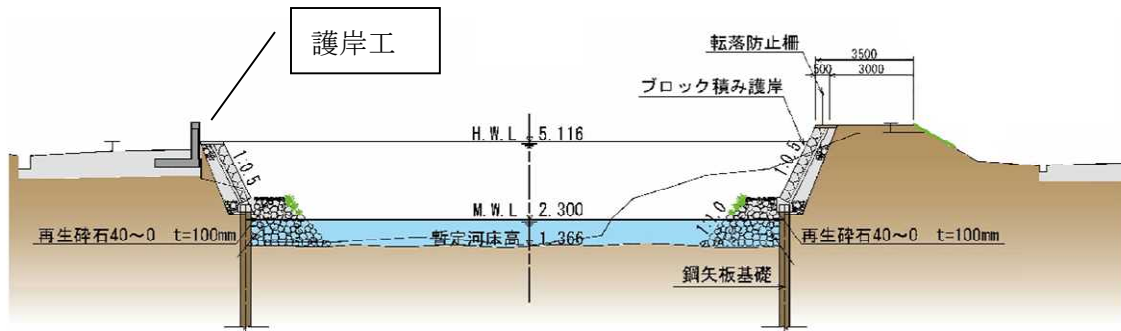 護岸工
転落防止柵
3500
500 3000
ブロック積み護岸
H.W.L 5.116
1:0.5
1:0.5
M.W.L 2.300
1:1.0
再生砕石40～0 t=100mm
暫定河床高 1.366
再生砕石40～0 t=100mm
鋼矢板基礎